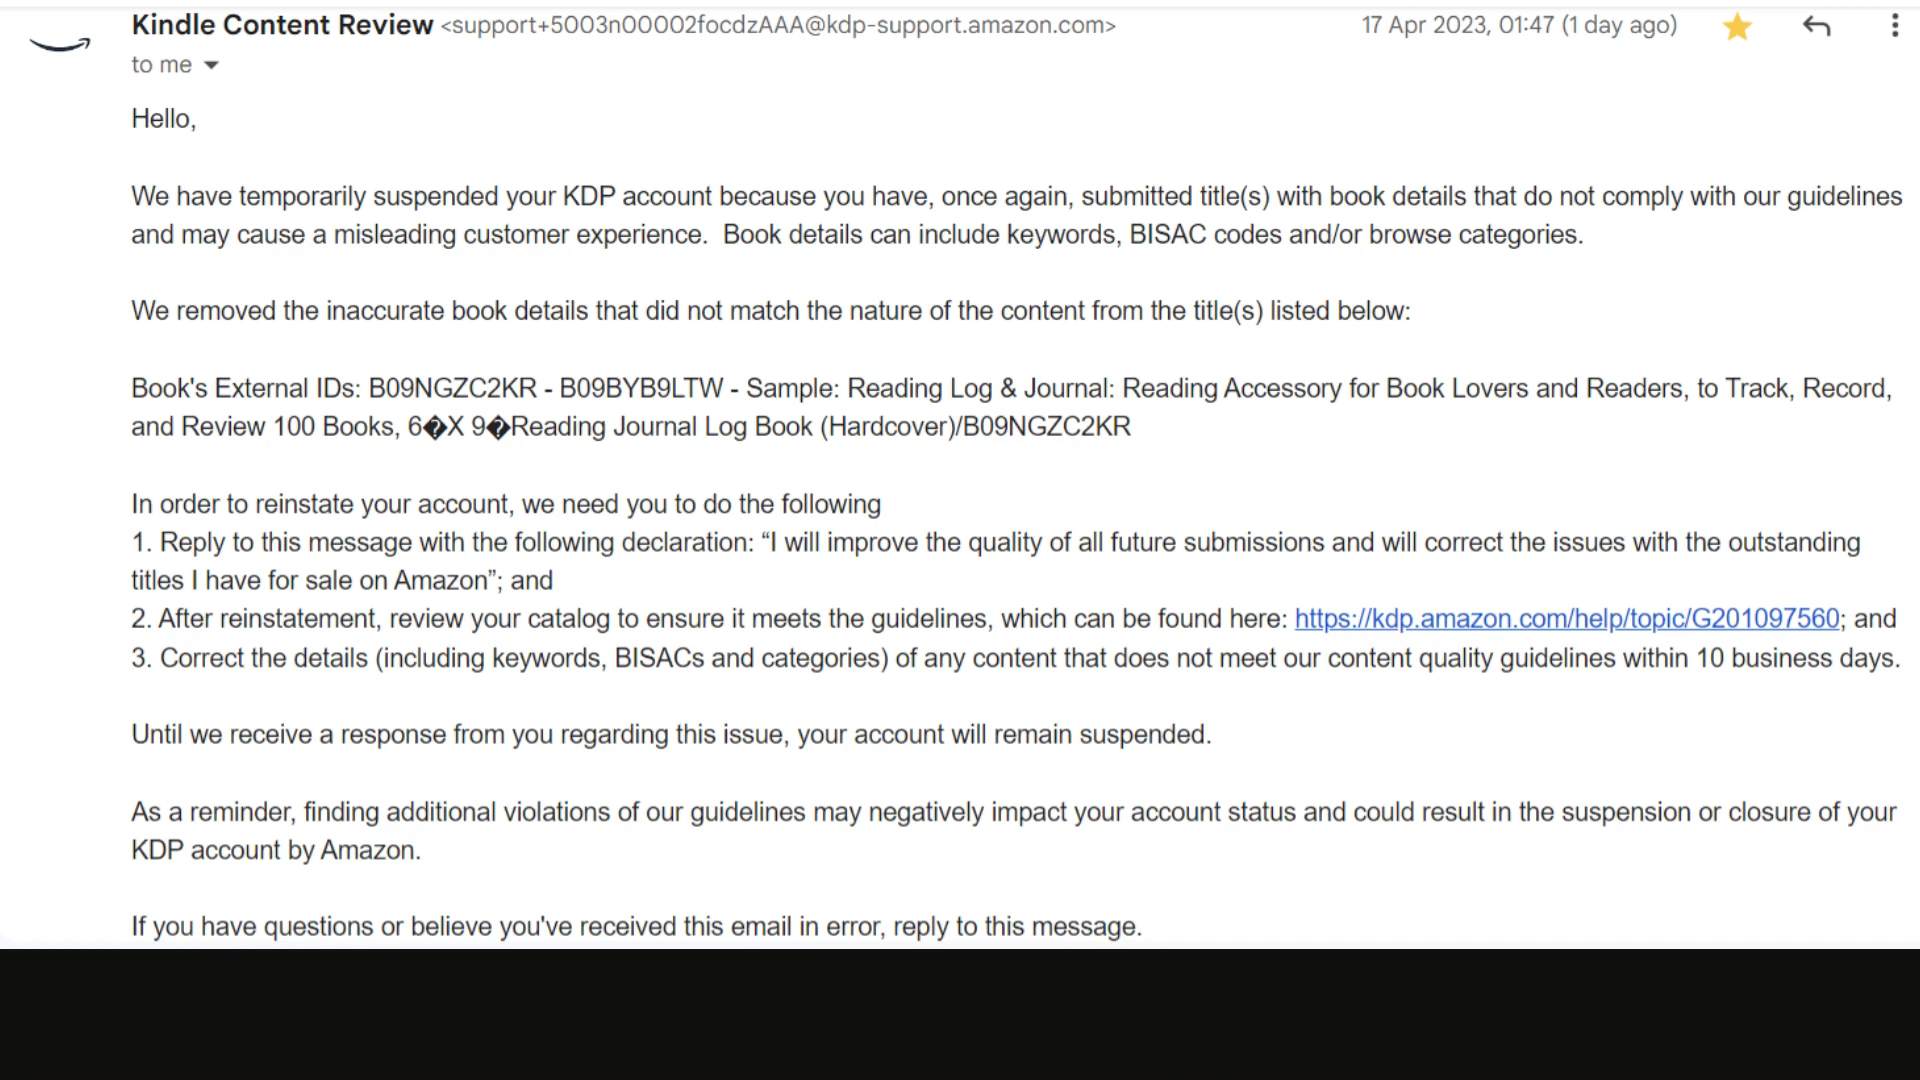 Kindle Content Review <support+5003n00002focdzAAA@kdp-support.amazon.com> 17 Apr 2023, 01:47 (1 day ago)
to me
Hello,
We have temporarily suspended your KDP account because you have, once again, submitted title(s) with book details that do not comply with our guidelines
and may cause a misleading customer experience.  Book details can include keywords, BISAC codes and/or browse categories.
We removed the inaccurate book details that did not match the nature of the content from the title(s) listed below:
Book's External IDs: B09NGZC2KR - B09BYB9LTW - Sample: Reading Log & Journal: Reading Accessory for Book Lovers and Readers, to Track, Record,
and Review 100 Books, 6�X 9�Reading Journal Log Book (Hardcover)/B09NGZC2KR
In order to reinstate your account, we need you to do the following
1. Reply to this message with the following declaration: “I will improve the quality of all future submissions and will correct the issues with the outstanding
titles I have for sale on Amazon”; and
2. After reinstatement, review your catalog to ensure it meets the guidelines, which can be found here: https://kdp.amazon.com/help/topic/G201097560; and
3. Correct the details (including keywords, BISACs and categories) of any content that does not meet our content quality guidelines within 10 business days.
Until we receive a response from you regarding this issue, your account will remain suspended.
As a reminder, finding additional violations of our guidelines may negatively impact your account status and could result in the suspension or closure of your
KDP account by Amazon.
If you have questions or believe you've received this email in error, reply to this message.